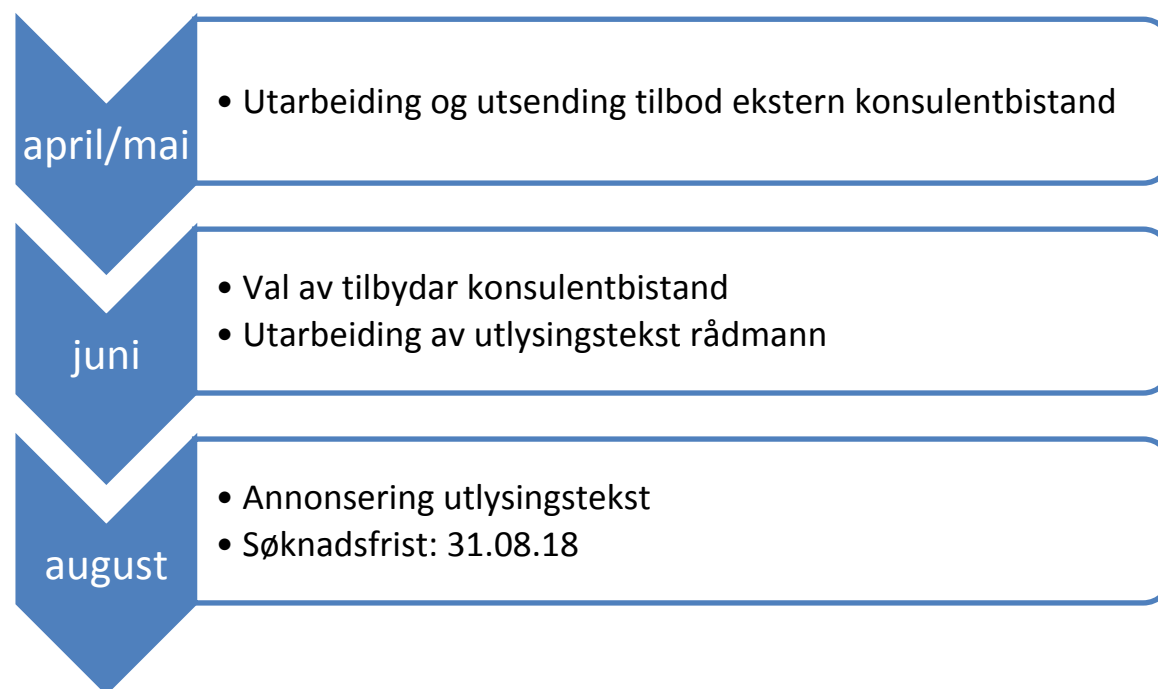 april/mai
• Utarbeiding og utsending tilbod ekstern konsulentbistand
juni
• Val av tilbydar konsulentbistand
• Utarbeiding av utlysingstekst rådmann
august
• Annonsering utlysingstekst
• Søknadsfrist: 31.08.18